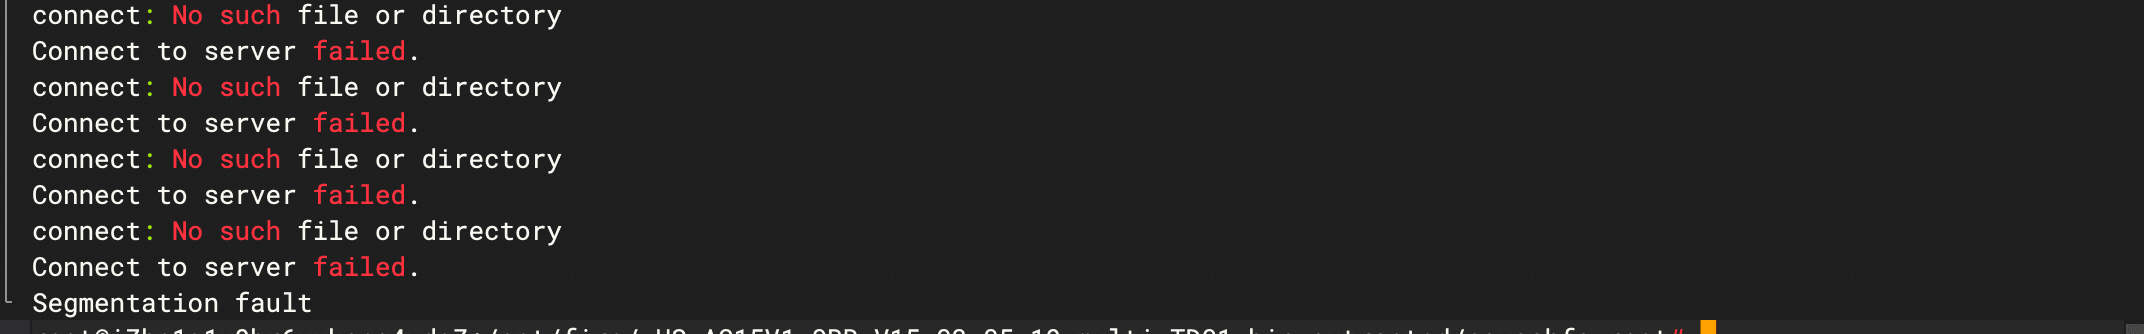 connect: No such file or directory
Connect to server failed.
connect: No such file or directory
Connect to server failed.
connect: No such file or directory
Connect to server failed.
connect: No such file or directory
Connect to server failed.
Segmentation fault